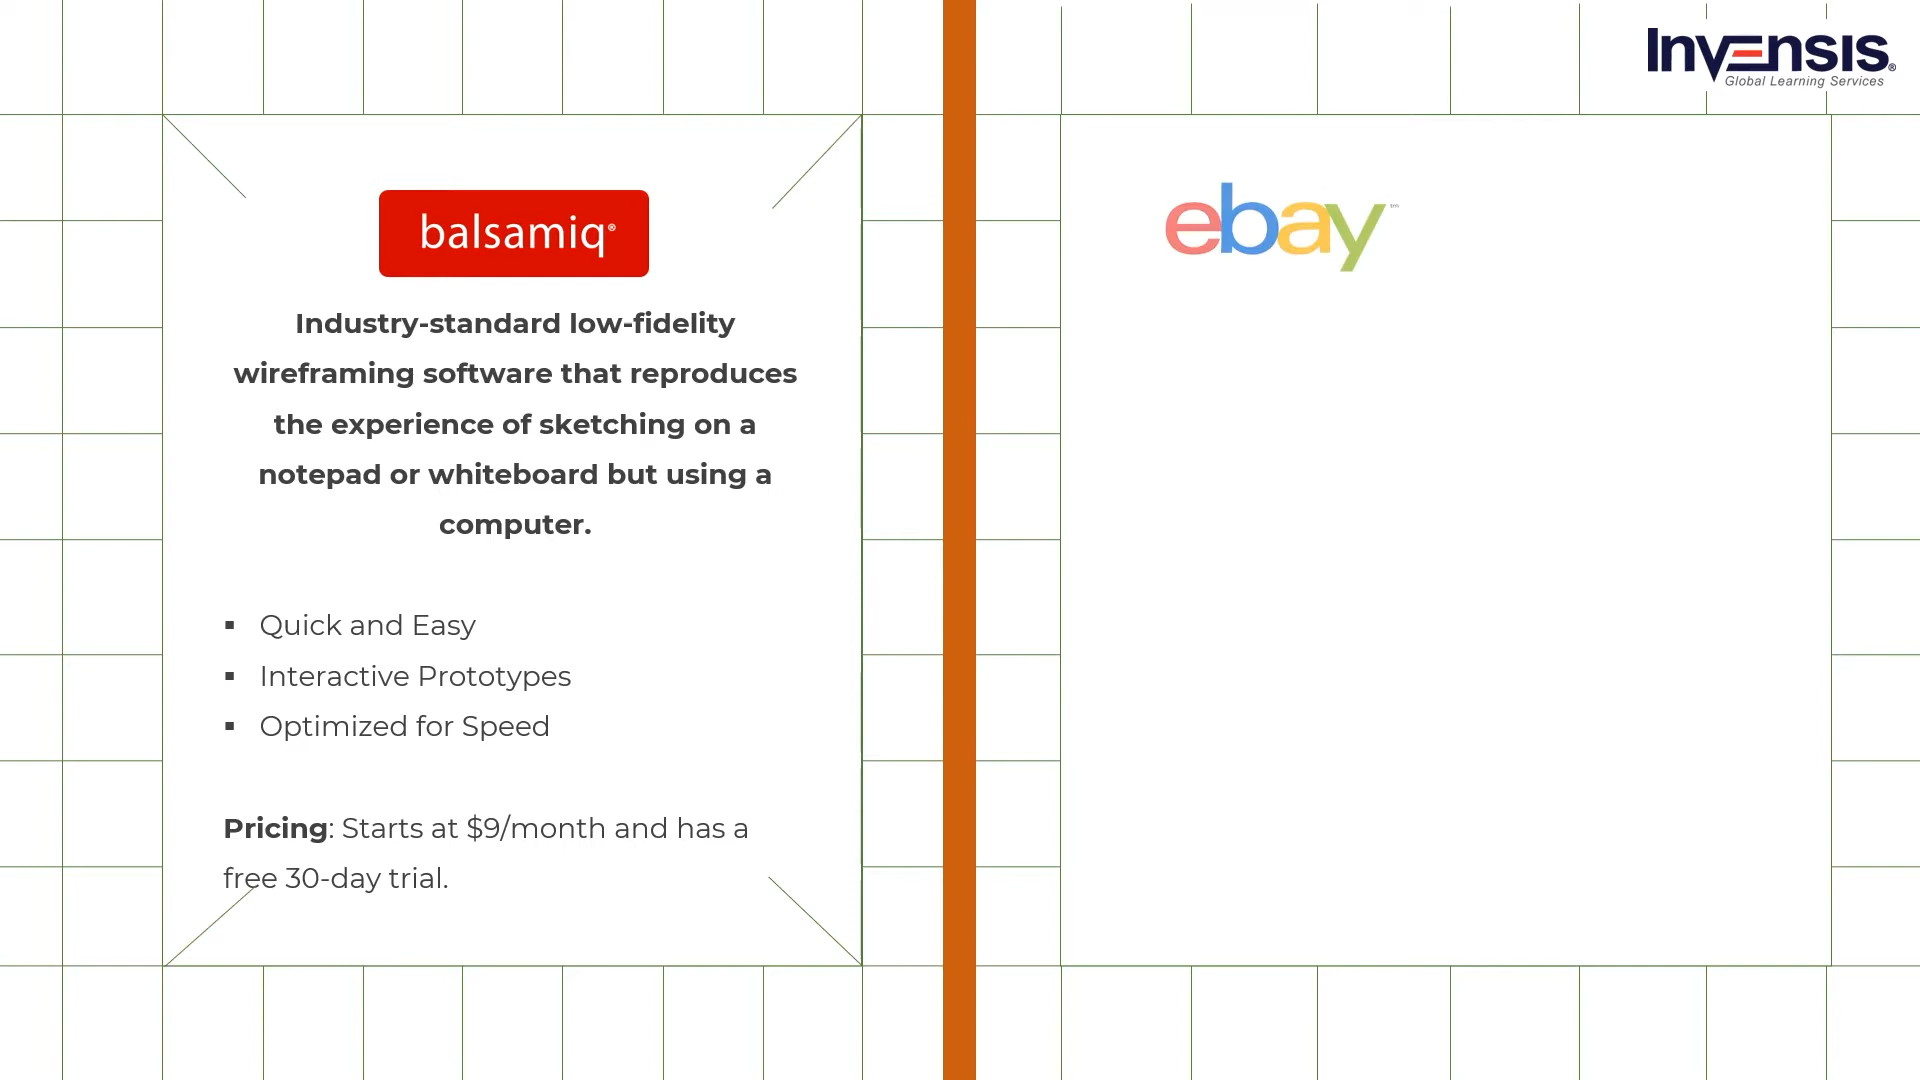 Invensis®
Global Learning Services
balsamiq®
Industry-standard low-fidelity
wireframing software that reproduces
the experience of sketching on a
notepad or whiteboard but using a
computer.
▪ Quick and Easy
▪ Interactive Prototypes
▪ Optimized for Speed
Pricing: Starts at $9/month and has a
free 30-day trial.
ebay™